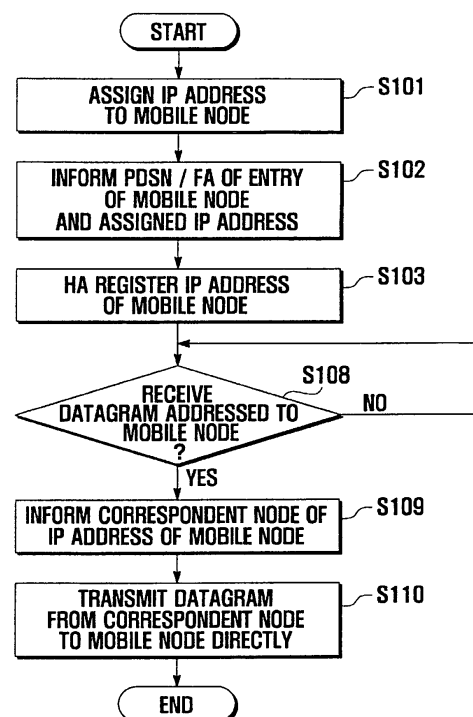 START
ASSIGN IP ADDRESS
TO MOBILE NODE
S101
INFORM PDSN / FA OF ENTRY
OF MOBILE NODE
AND ASSIGNED IP ADDRESS
S102
HA REGISTER IP ADDRESS
OF MOBILE NODE
S103
S108
RECEIVE
DATAGRAM ADDRESSED TO
MOBILE NODE
?
NO
YES
INFORM CORRESPONDENT NODE OF
IP ADDRESS OF MOBILE NODE
S109
TRANSMIT DATAGRAM
FROM CORRESPONDENT NODE
TO MOBILE NODE DIRECTLY
S110
END